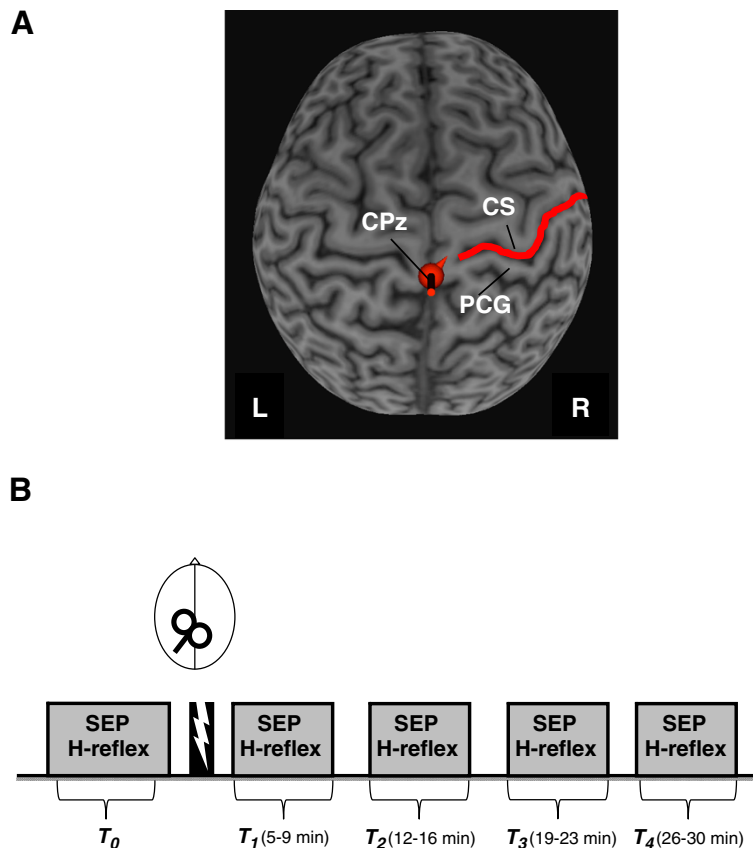 A
CPz
CS
PCG
L
R
B
SEP
H-reflex
SEP
H-reflex
SEP
H-reflex
SEP
H-reflex
SEP
H-reflex
T0
T1(5-9 min)
T2(12-16 min)
T3(19-23 min)
T4(26-30 min)